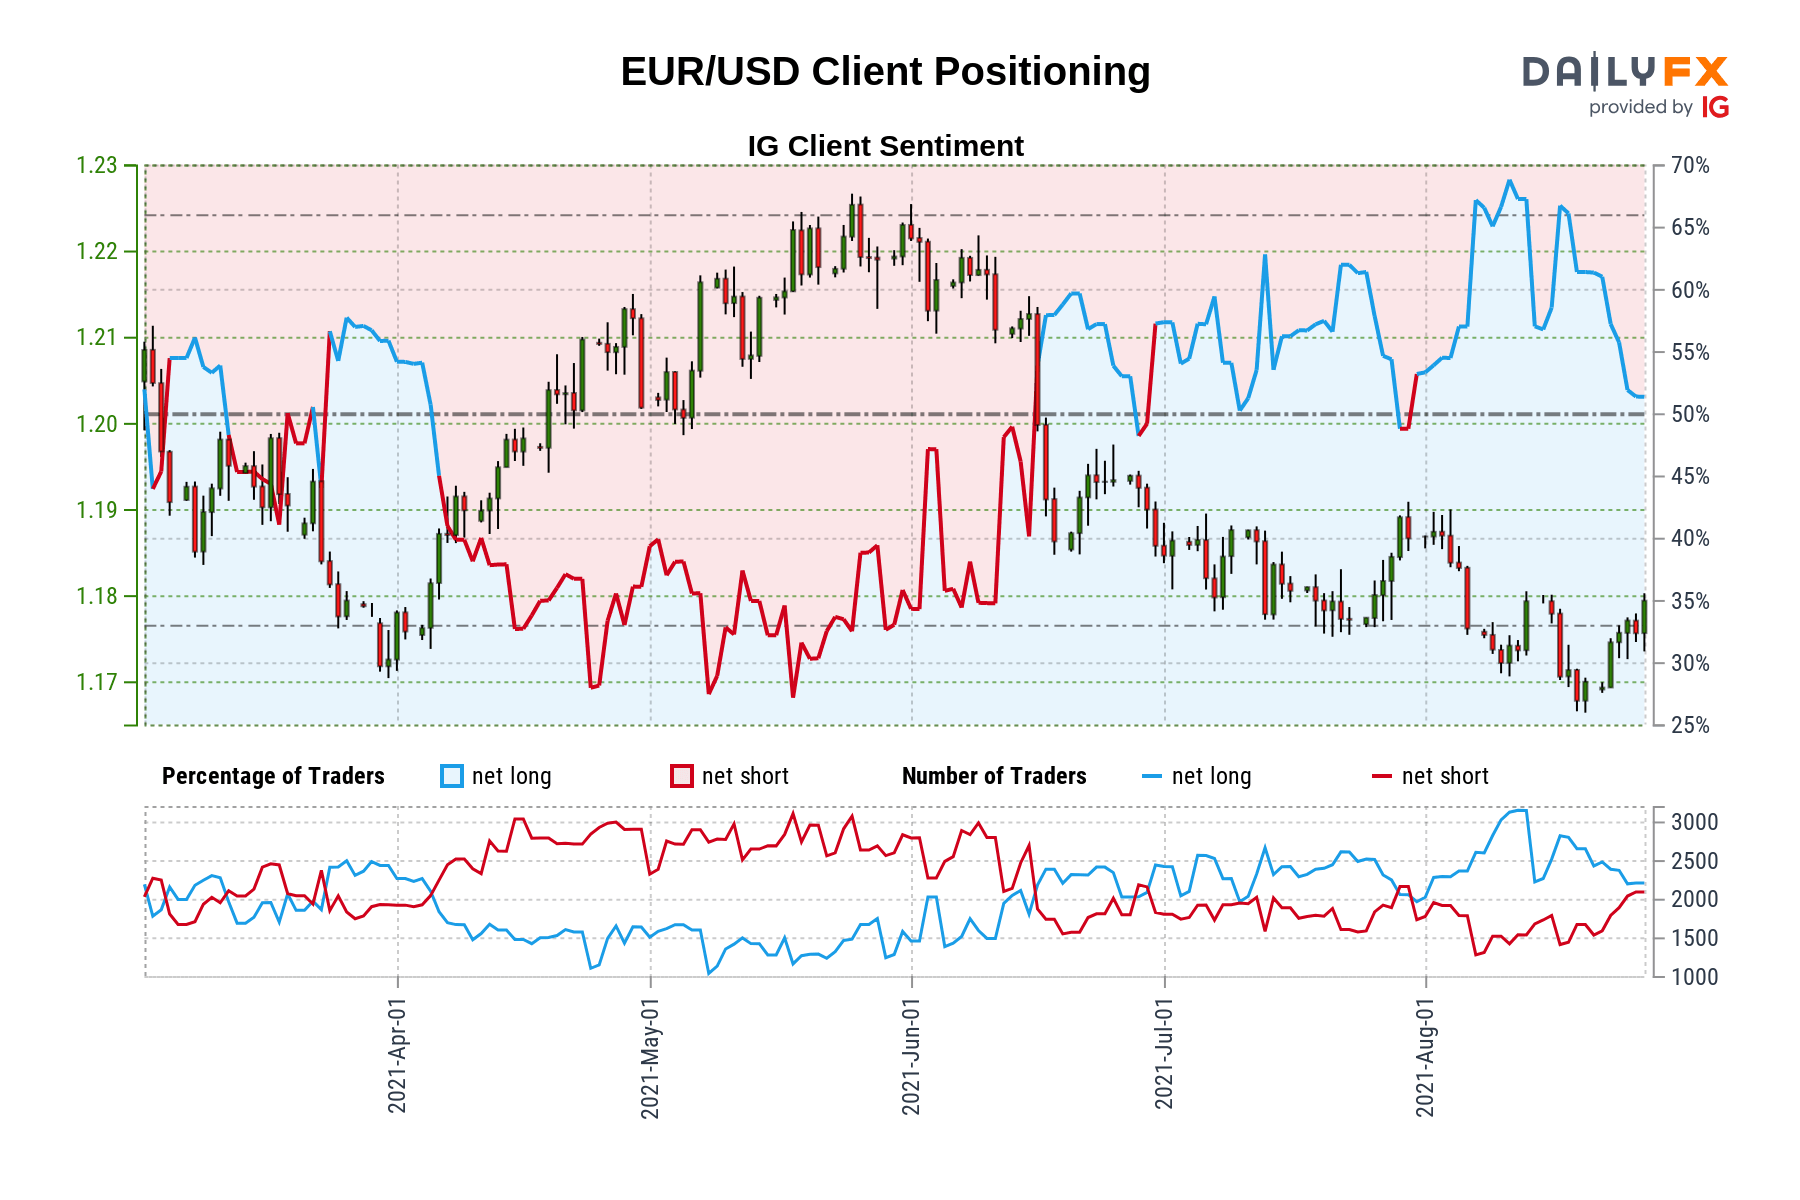 EUR/USD Client Positioning
DAILYFX
provided by IG
IG Client Sentiment
1.23
1.22
1.21
1.20
1.19
1.18
1.17
70%
65%
60%
55%
50%
45%
40%
35%
30%
25%
Percentage of Traders net long net short Number of Traders net long net short
3000
2500
2000
1500
1000
2021-Apr-01
2021-May-01
2021-Jun-01
2021-Jul-01
2021-Aug-01